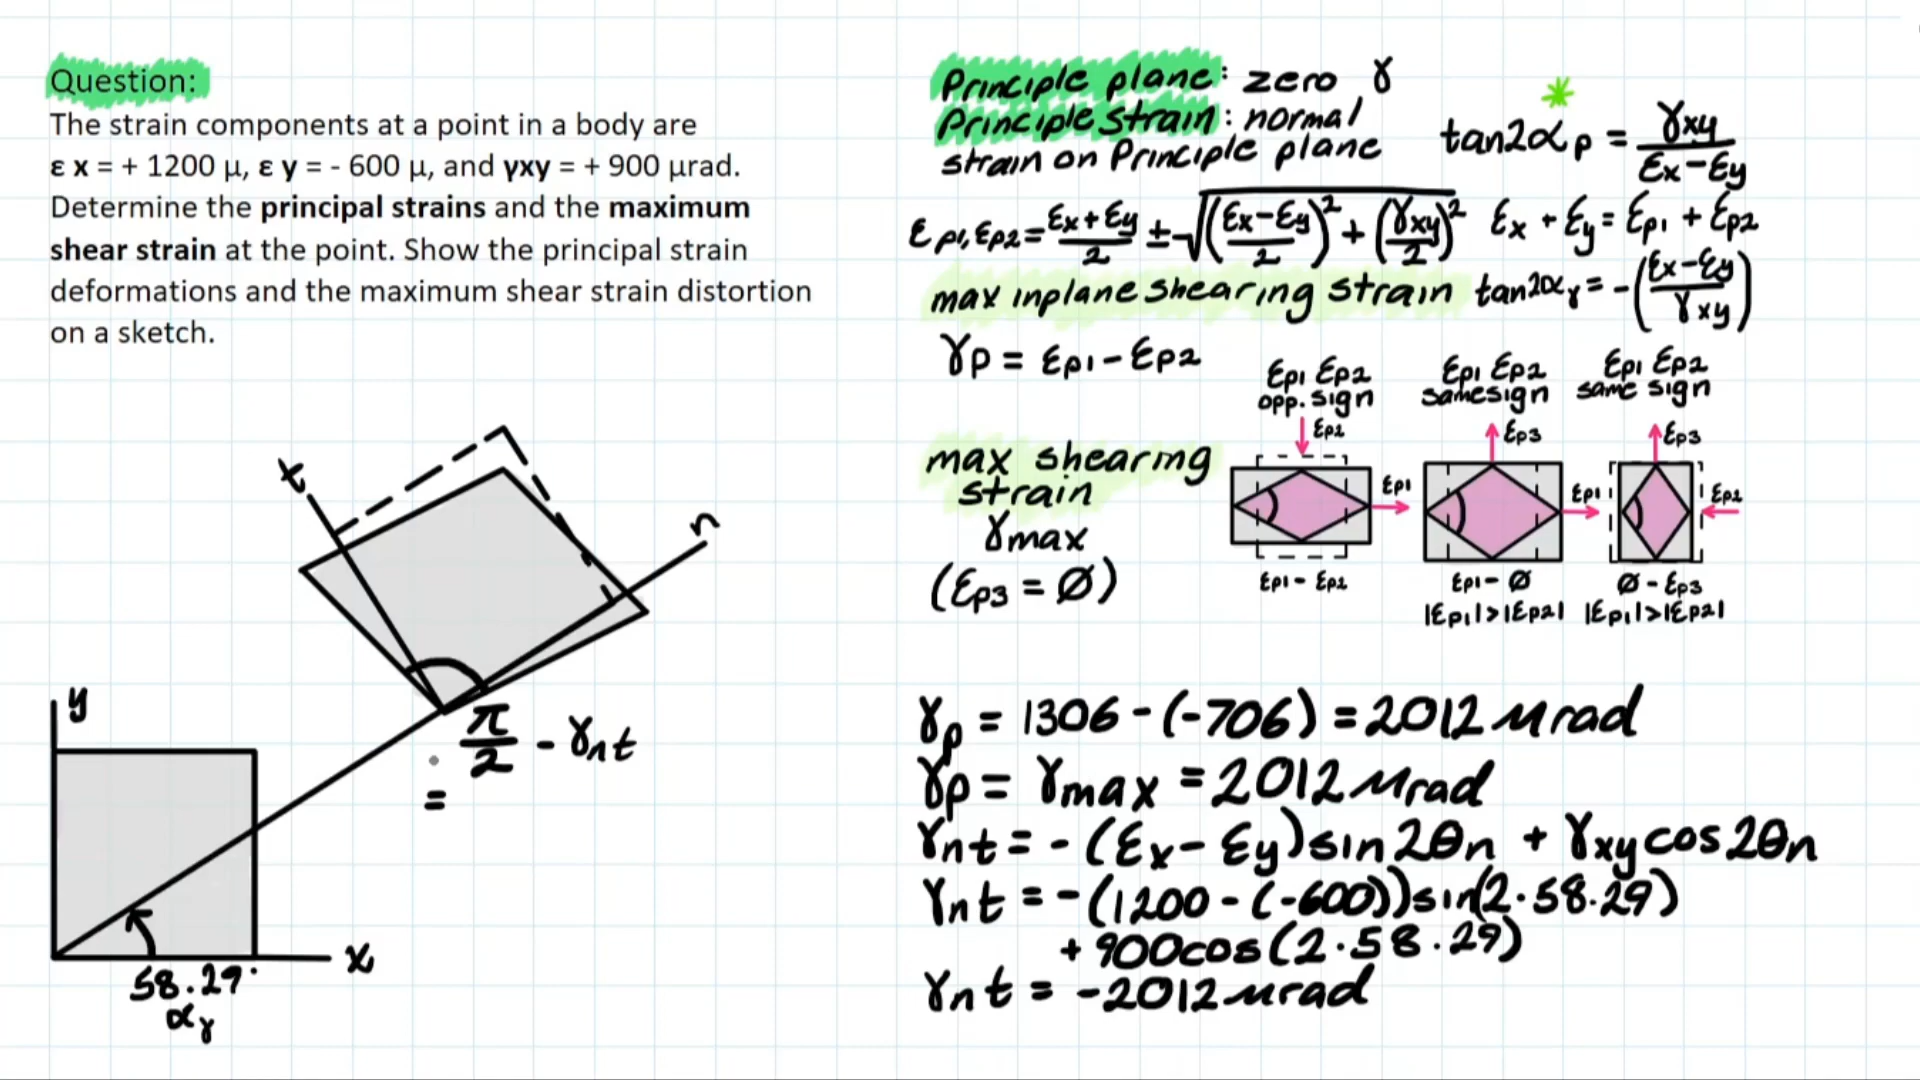 Question:
The strain components at a point in a body are
ε x = + 1200 μ, ε y = - 600 μ, and γxy = + 900 μrad.
Determine the principal strains and the maximum
shear strain at the point. Show the principal strain
deformations and the maximum shear strain distortion
on a sketch.
t
n
y
π/2 - γnt
=
x
58.29°
αγ
Principle plane: zero γ
Principle strain: normal
strain on Principle plane
*
tan2αp = γxy/(εx-εy)
εp1, εp2 = (εx+εy)/2 ± √(((εx-εy)/2)² + (γxy/2)²)
εx + εy = εp1 + εp2
max inplane shearing strain
tan2αγ = -((εx-εy)/γxy)
γp = εp1 - εp2
max shearing
strain
γmax
(εp3 = Ø)
εp1 εp2
opp. sign
εp2
εp1
εp1 - εp2
εp1 εp2
same sign
εp3
εp1
εp1 - Ø
|εp1|>|εp2|
εp1 εp2
same sign
εp3
εp2
Ø - εp3
|εp1|>|εp2|
γp = 1306 - (-706) = 2012 μrad
γp = γmax = 2012 μrad
γnt = -(εx - εy)sin2θn + γxy cos2θn
γnt = -(1200 - (-600))sin(2·58.29)
+ 900cos(2·58.29)
γnt = -2012 μrad